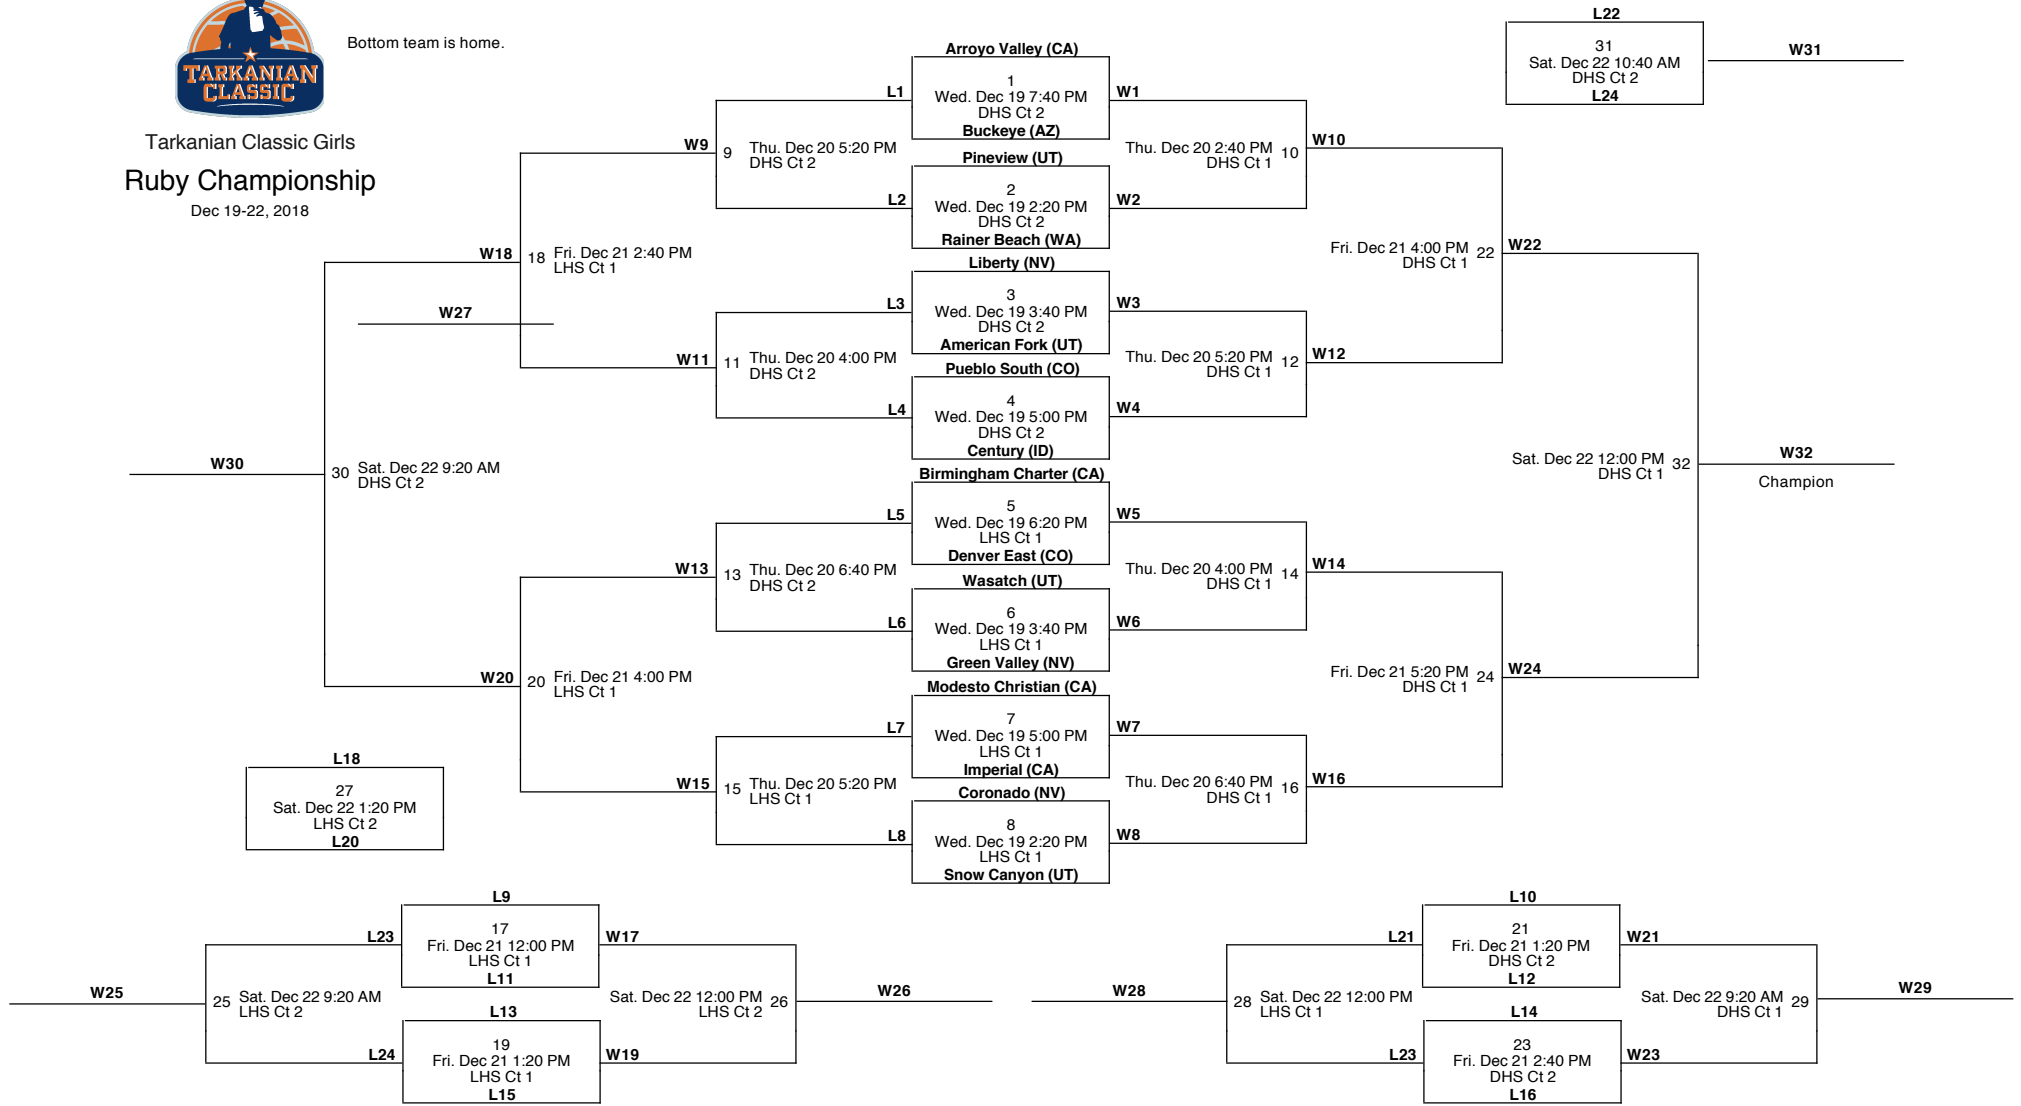 TARKANIAN
CLASSIC
Tarkanian Classic Girls
Ruby Championship
Dec 19-22, 2018
Bottom team is home.
L22
31
Sat. Dec 22 10:40 AM
DHS Ct 2
L24
W31
Arroyo Valley (CA)
1
Wed. Dec 19 7:40 PM
DHS Ct 2
Buckeye (AZ)
L1
W1
Pineview (UT)
2
Wed. Dec 19 2:20 PM
DHS Ct 2
Rainer Beach (WA)
L2
W2
Liberty (NV)
3
Wed. Dec 19 3:40 PM
DHS Ct 2
American Fork (UT)
L3
W3
Pueblo South (CO)
4
Wed. Dec 19 5:00 PM
DHS Ct 2
Century (ID)
L4
W4
Birmingham Charter (CA)
5
Wed. Dec 19 6:20 PM
LHS Ct 1
Denver East (CO)
L5
W5
Wasatch (UT)
6
Wed. Dec 19 3:40 PM
LHS Ct 1
Green Valley (NV)
L6
W6
Modesto Christian (CA)
7
Wed. Dec 19 5:00 PM
LHS Ct 1
Imperial (CA)
L7
W7
Coronado (NV)
8
Wed. Dec 19 2:20 PM
LHS Ct 1
Snow Canyon (UT)
L8
W8
W9
9 Thu. Dec 20 5:20 PM
DHS Ct 2
W11
11 Thu. Dec 20 4:00 PM
DHS Ct 2
W13
13 Thu. Dec 20 6:40 PM
DHS Ct 2
W15
15 Thu. Dec 20 5:20 PM
LHS Ct 1
W18
18 Fri. Dec 21 2:40 PM
LHS Ct 1
W27
W20
20 Fri. Dec 21 4:00 PM
LHS Ct 1
W30
30 Sat. Dec 22 9:20 AM
DHS Ct 2
Thu. Dec 20 2:40 PM 10
DHS Ct 1
W10
Thu. Dec 20 5:20 PM 12
DHS Ct 1
W12
Thu. Dec 20 4:00 PM 14
DHS Ct 1
W14
Thu. Dec 20 6:40 PM 16
DHS Ct 1
W16
Fri. Dec 21 4:00 PM 22
DHS Ct 1
W22
Fri. Dec 21 5:20 PM 24
DHS Ct 1
W24
Sat. Dec 22 12:00 PM 32
DHS Ct 1
W32
Champion
L18
27
Sat. Dec 22 1:20 PM
LHS Ct 2
L20
L9
17
Fri. Dec 21 12:00 PM
LHS Ct 1
L11
L23
W17
L13
19
Fri. Dec 21 1:20 PM
LHS Ct 1
L15
L24
W19
W25
25 Sat. Dec 22 9:20 AM
LHS Ct 2
Sat. Dec 22 12:00 PM 26
LHS Ct 2
W26
L10
21
Fri. Dec 21 1:20 PM
DHS Ct 2
L12
L21
W21
L14
23
Fri. Dec 21 2:40 PM
DHS Ct 2
L16
L23
W23
W28
28 Sat. Dec 22 12:00 PM
LHS Ct 1
Sat. Dec 22 9:20 AM 29
DHS Ct 1
W29